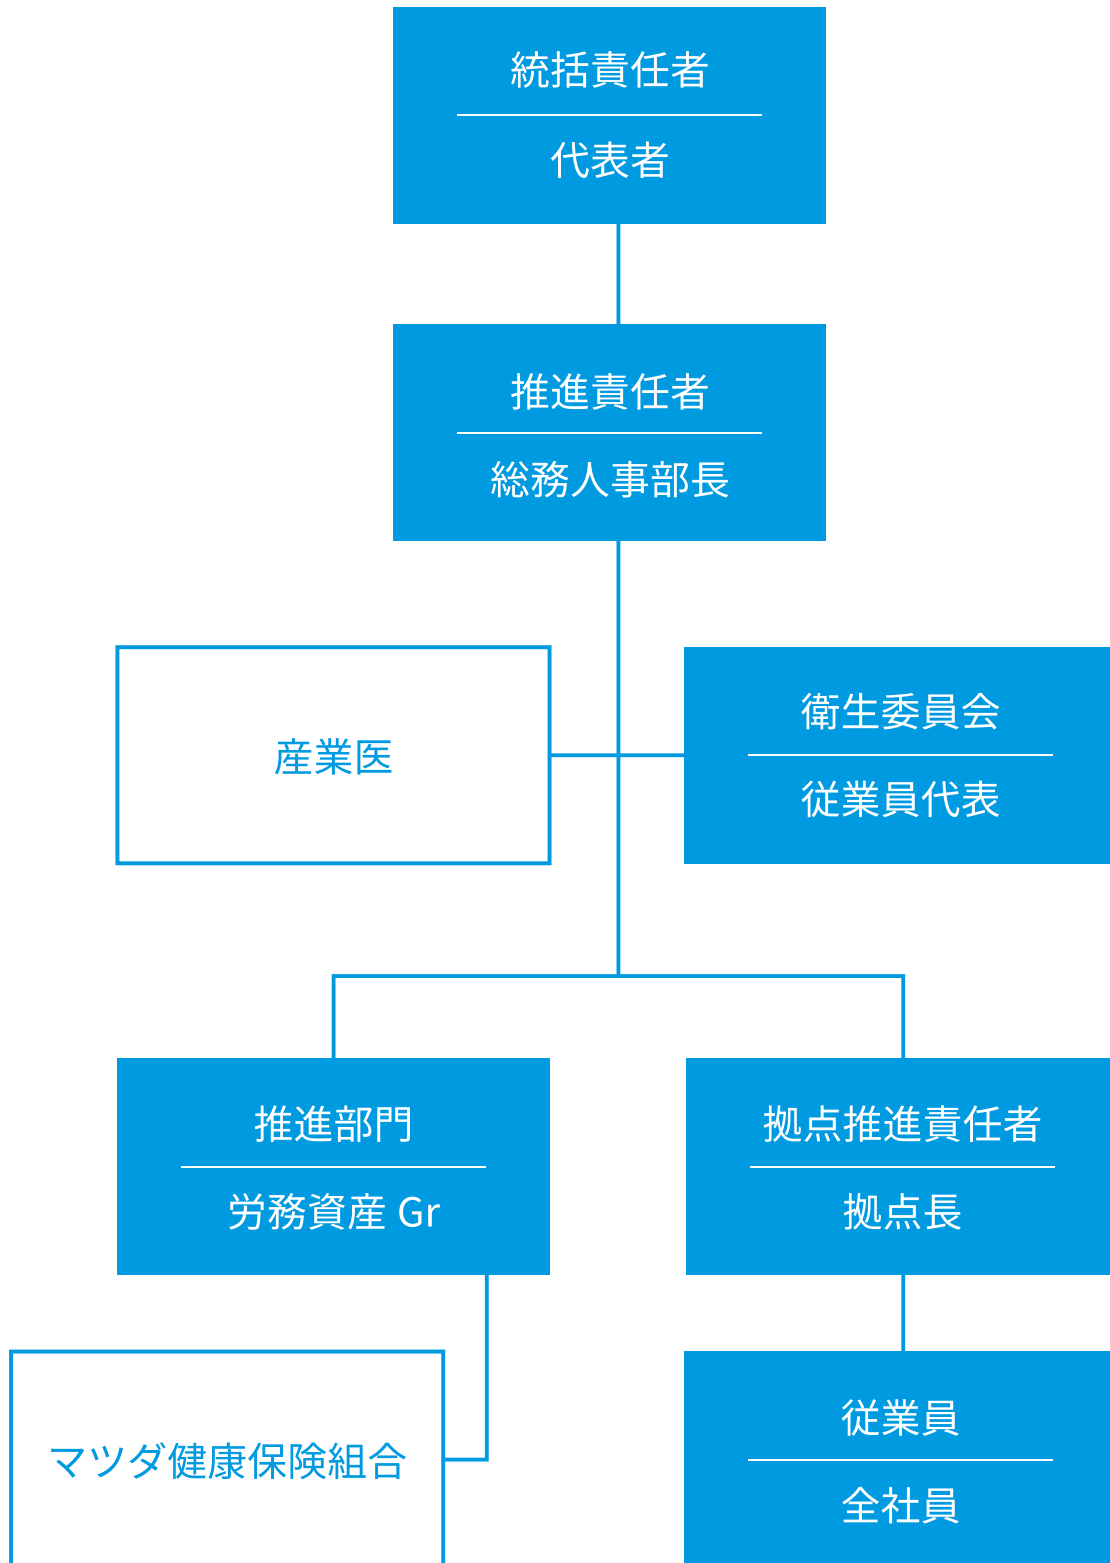 統括責任者
代表者
推進責任者
総務人事部長
産業医
衛生委員会
従業員代表
推進部門
労務資産 Gr
拠点推進責任者
拠点長
マツダ健康保険組合
従業員
全社員